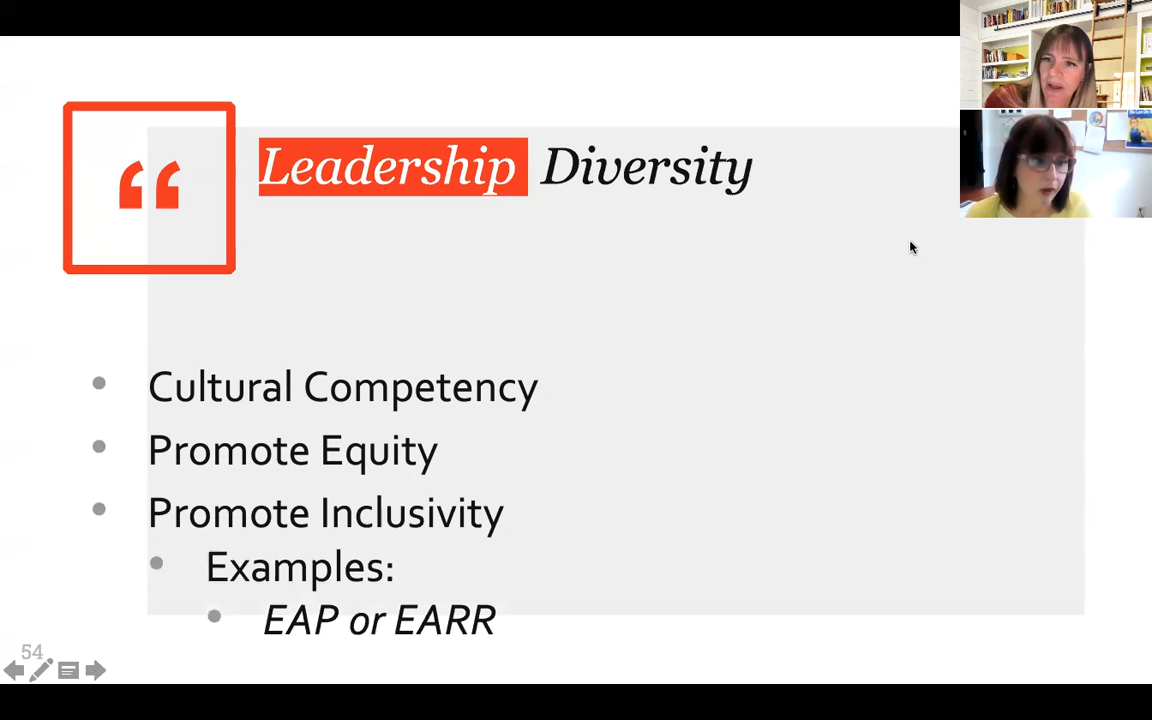 “
Leadership Diversity
Cultural Competency
Promote Equity
Promote Inclusivity
Examples:
EAP or EARR
54